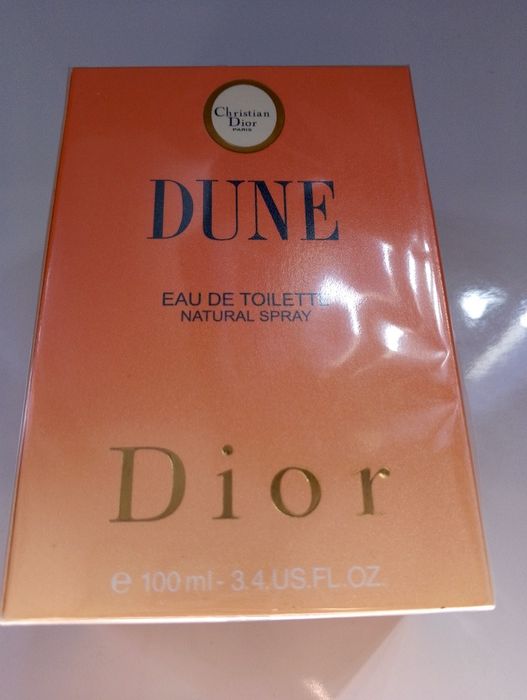 Christian
Dior
PARIS
DUNE
EAU DE TOILETTE
NATURAL SPRAY
Dior
e 100 ml - 3.4.US.FL.OZ.